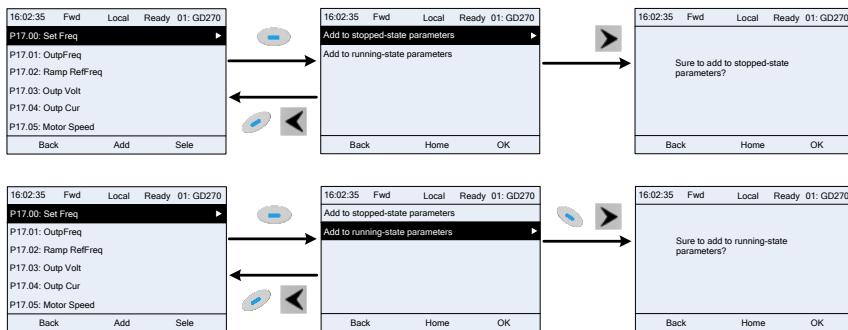 16:02:35 Fwd Local Ready 01: GD270
P17.00: Set Freq
P17.01: OutpFreq
P17.02: Ramp RefFreq
P17.03: Outp Volt
P17.04: Outp Cur
P17.05: Motor Speed
Back Add Sele
16:02:35 Fwd Local Ready 01: GD270
Add to stopped-state parameters
Add to running-state parameters
Back Home OK
16:02:35 Fwd Local Ready 01: GD270
Sure to add to stopped-state
parameters?
Back Home OK
16:02:35 Fwd Local Ready 01: GD270
P17.00: Set Freq
P17.01: OutpFreq
P17.02: Ramp RefFreq
P17.03: Outp Volt
P17.04: Outp Cur
P17.05: Motor Speed
Back Add Sele
16:02:35 Fwd Local Ready 01: GD270
Add to stopped-state parameters
Add to running-state parameters
Back Home OK
16:02:35 Fwd Local Ready 01: GD270
Sure to add to running-state
parameters?
Back Home OK